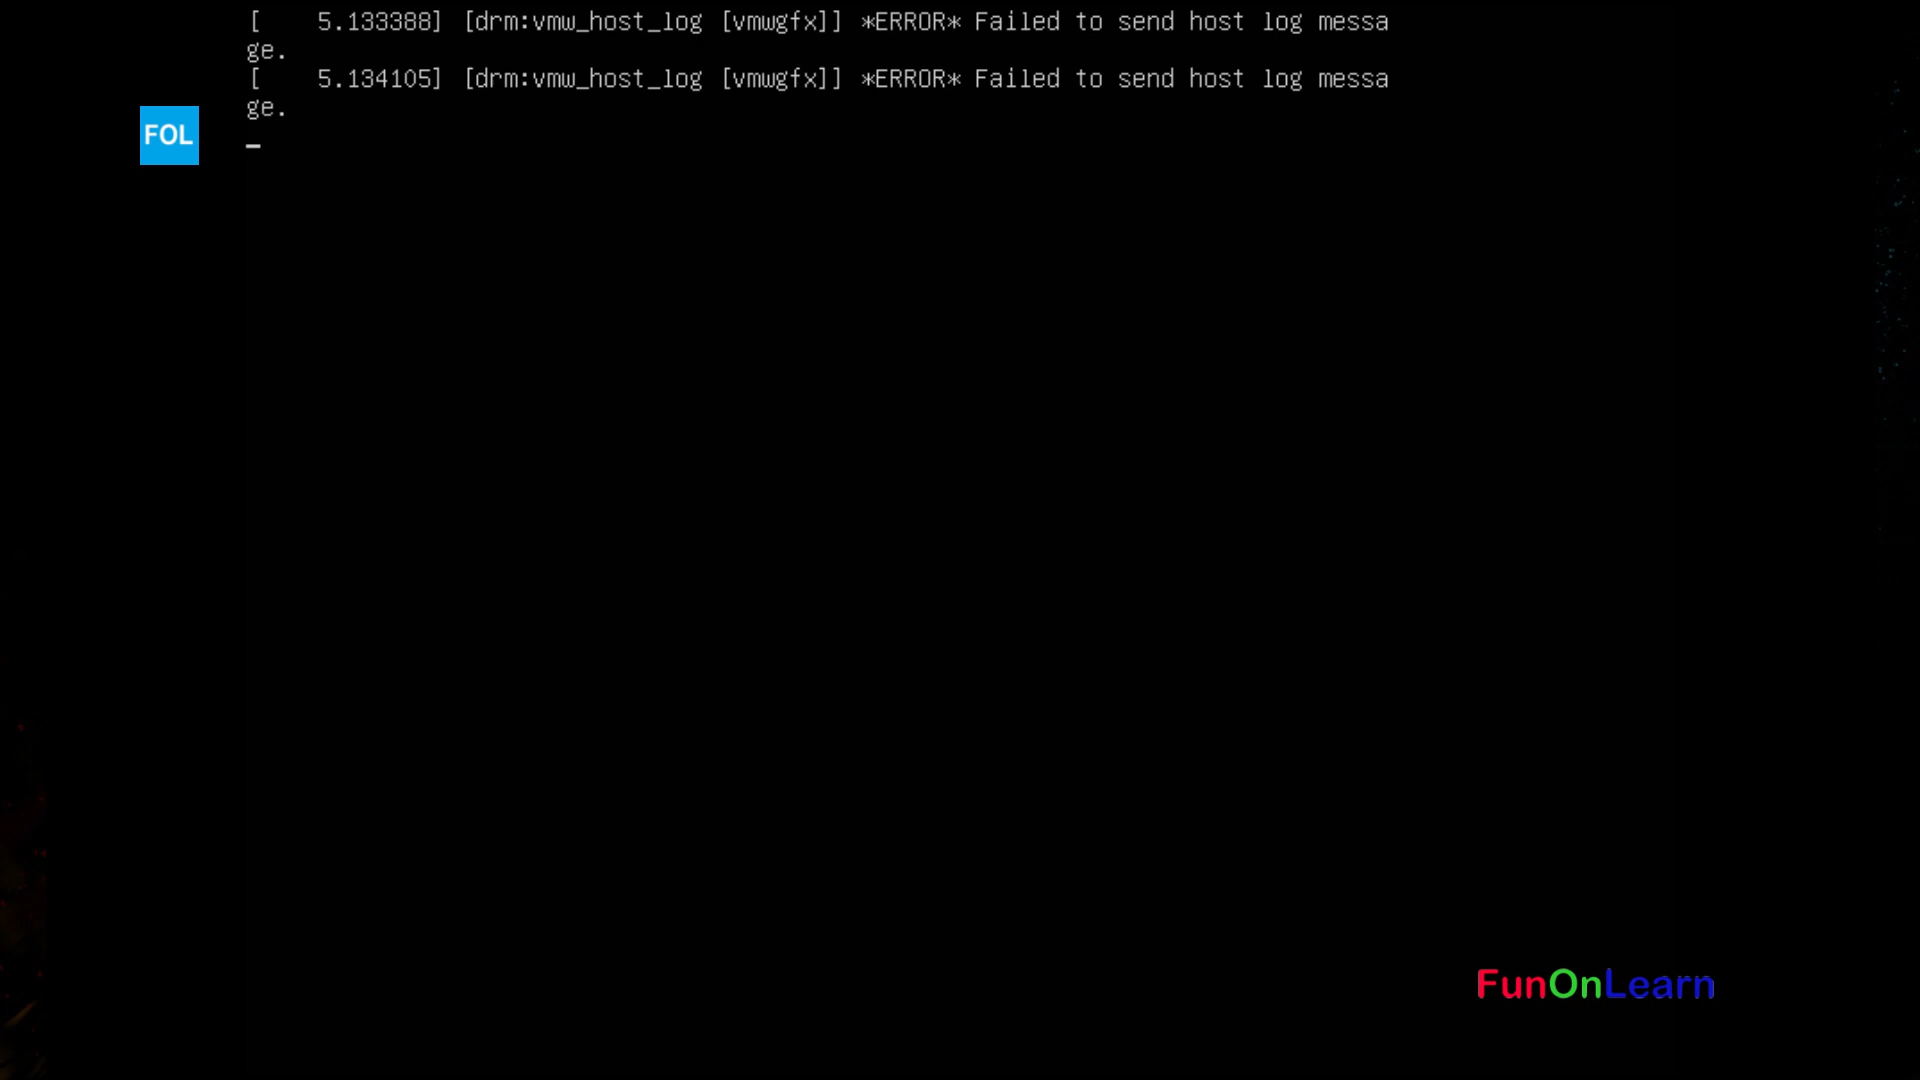 [    5.133388] [drm:vmw_host_log [vmwgfx]] *ERROR* Failed to send host log messa
ge.
[    5.134105] [drm:vmw_host_log [vmwgfx]] *ERROR* Failed to send host log messa
ge.
FOL
FunOnLearn